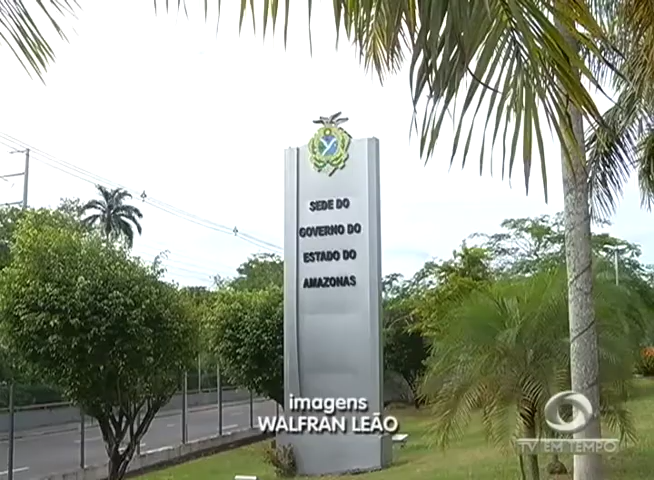 SEDE DO
GOVERNO DO
ESTADO DO
AMAZONAS
imagens
WALFRAN LEÃO
TV EM TEMPO